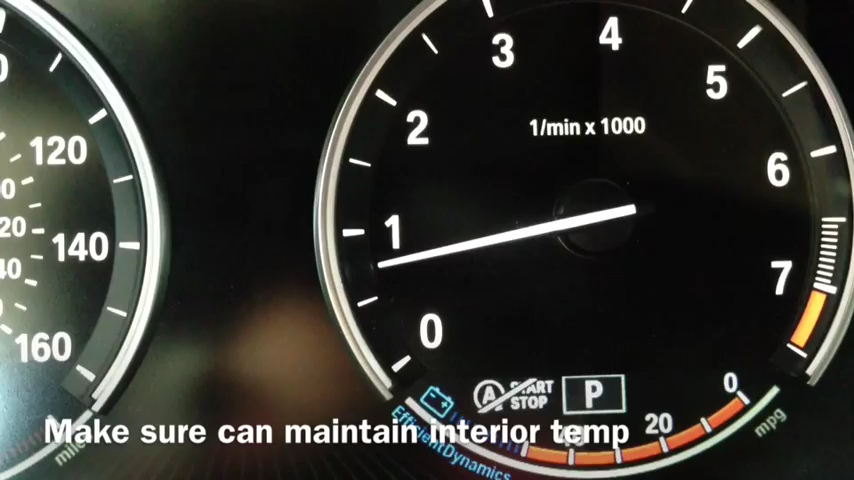 120
140
160
1/min x 1000
0
1
2
3
4
5
6
7
A START
STOP
P
0
20
mpg
EfficientDynamics
Make sure can maintain interior temp